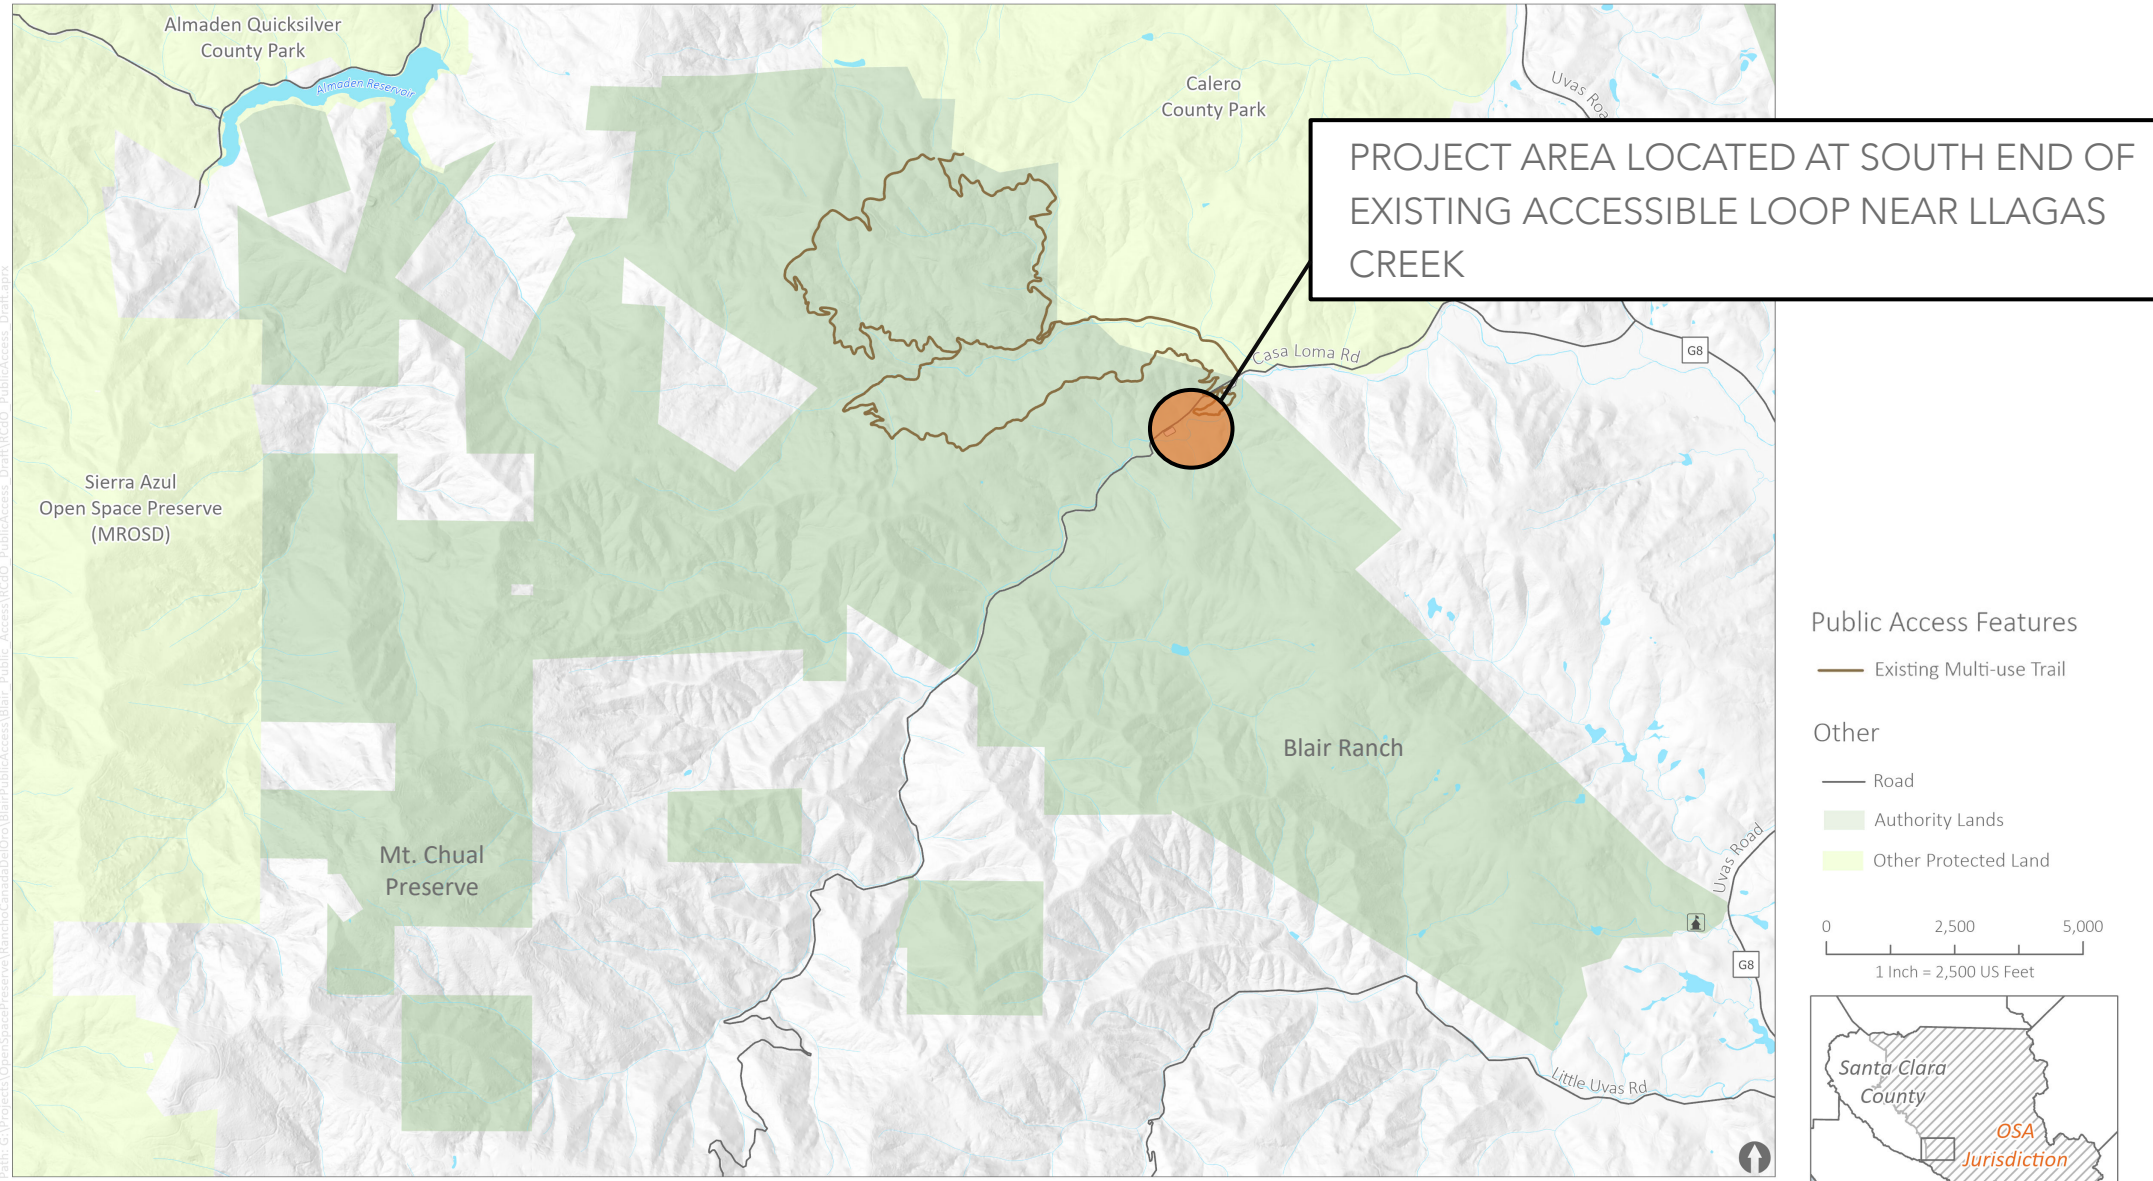 Almaden Quicksilver
County Park
Almaden Reservoir
Calero
County Park
Uvas Roa
PROJECT AREA LOCATED AT SOUTH END OF
EXISTING ACCESSIBLE LOOP NEAR LLAGAS
CREEK
Casa Loma Rd
G8
Sierra Azul
Open Space Preserve
(MROSD)
Blair Ranch
Mt. Chual
Preserve
Uvas Road
G8
Little Uvas Rd
Public Access Features
Existing Multi-use Trail
Other
Road
Authority Lands
Other Protected Land
0 2,500 5,000
1 Inch = 2,500 US Feet
Santa Clara
County
OSA
Jurisdiction